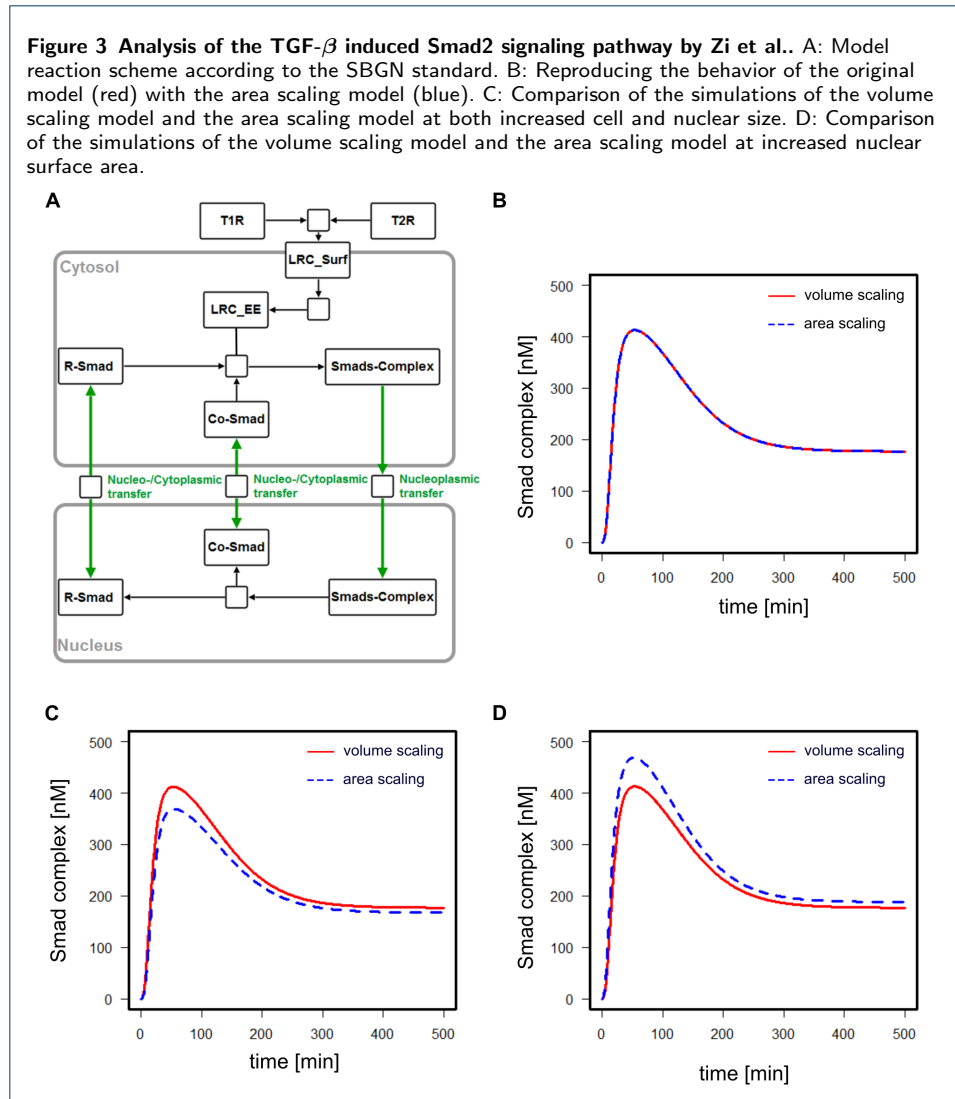 Figure 3 Analysis of the TGF-β induced Smad2 signaling pathway by Zi et al.. A: Model
reaction scheme according to the SBGN standard. B: Reproducing the behavior of the original
model (red) with the area scaling model (blue). C: Comparison of the simulations of the volume
scaling model and the area scaling model at both increased cell and nuclear size. D: Comparison
of the simulations of the volume scaling model and the area scaling model at increased nuclear
surface area.
A
T1R
T2R
Cytosol
LRC_Surf
LRC_EE
R-Smad
Smads-Complex
Co-Smad
Nucleo-/Cytoplasmic
transfer
Nucleo-/Cytoplasmic
transfer
Nucleoplasmic
transfer
Co-Smad
R-Smad
Smads-Complex
Nucleus
B
Smad complex [nM]
500
400
300
200
100
0
volume scaling
area scaling
0 100 200 300 400 500
time [min]
C
Smad complex [nM]
500
400
300
200
100
0
volume scaling
area scaling
0 100 200 300 400 500
time [min]
D
Smad complex [nM]
500
400
300
200
100
0
volume scaling
area scaling
0 100 200 300 400 500
time [min]